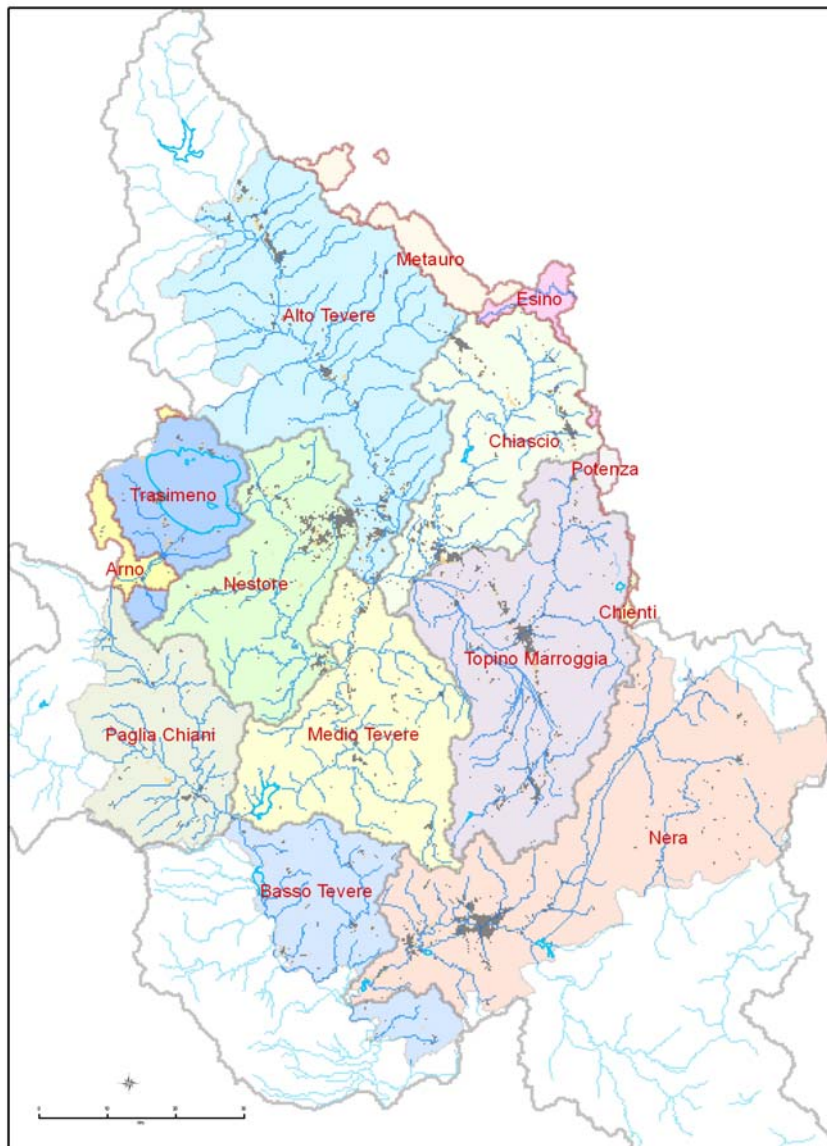 Metauro
Esino
Alto Tevere
Chiascio
Potenza
Trasimeno
Arno
Nestore
Chienti
Topino Marroggia
Paglia Chiani
Medio Tevere
Nera
Basso Tevere